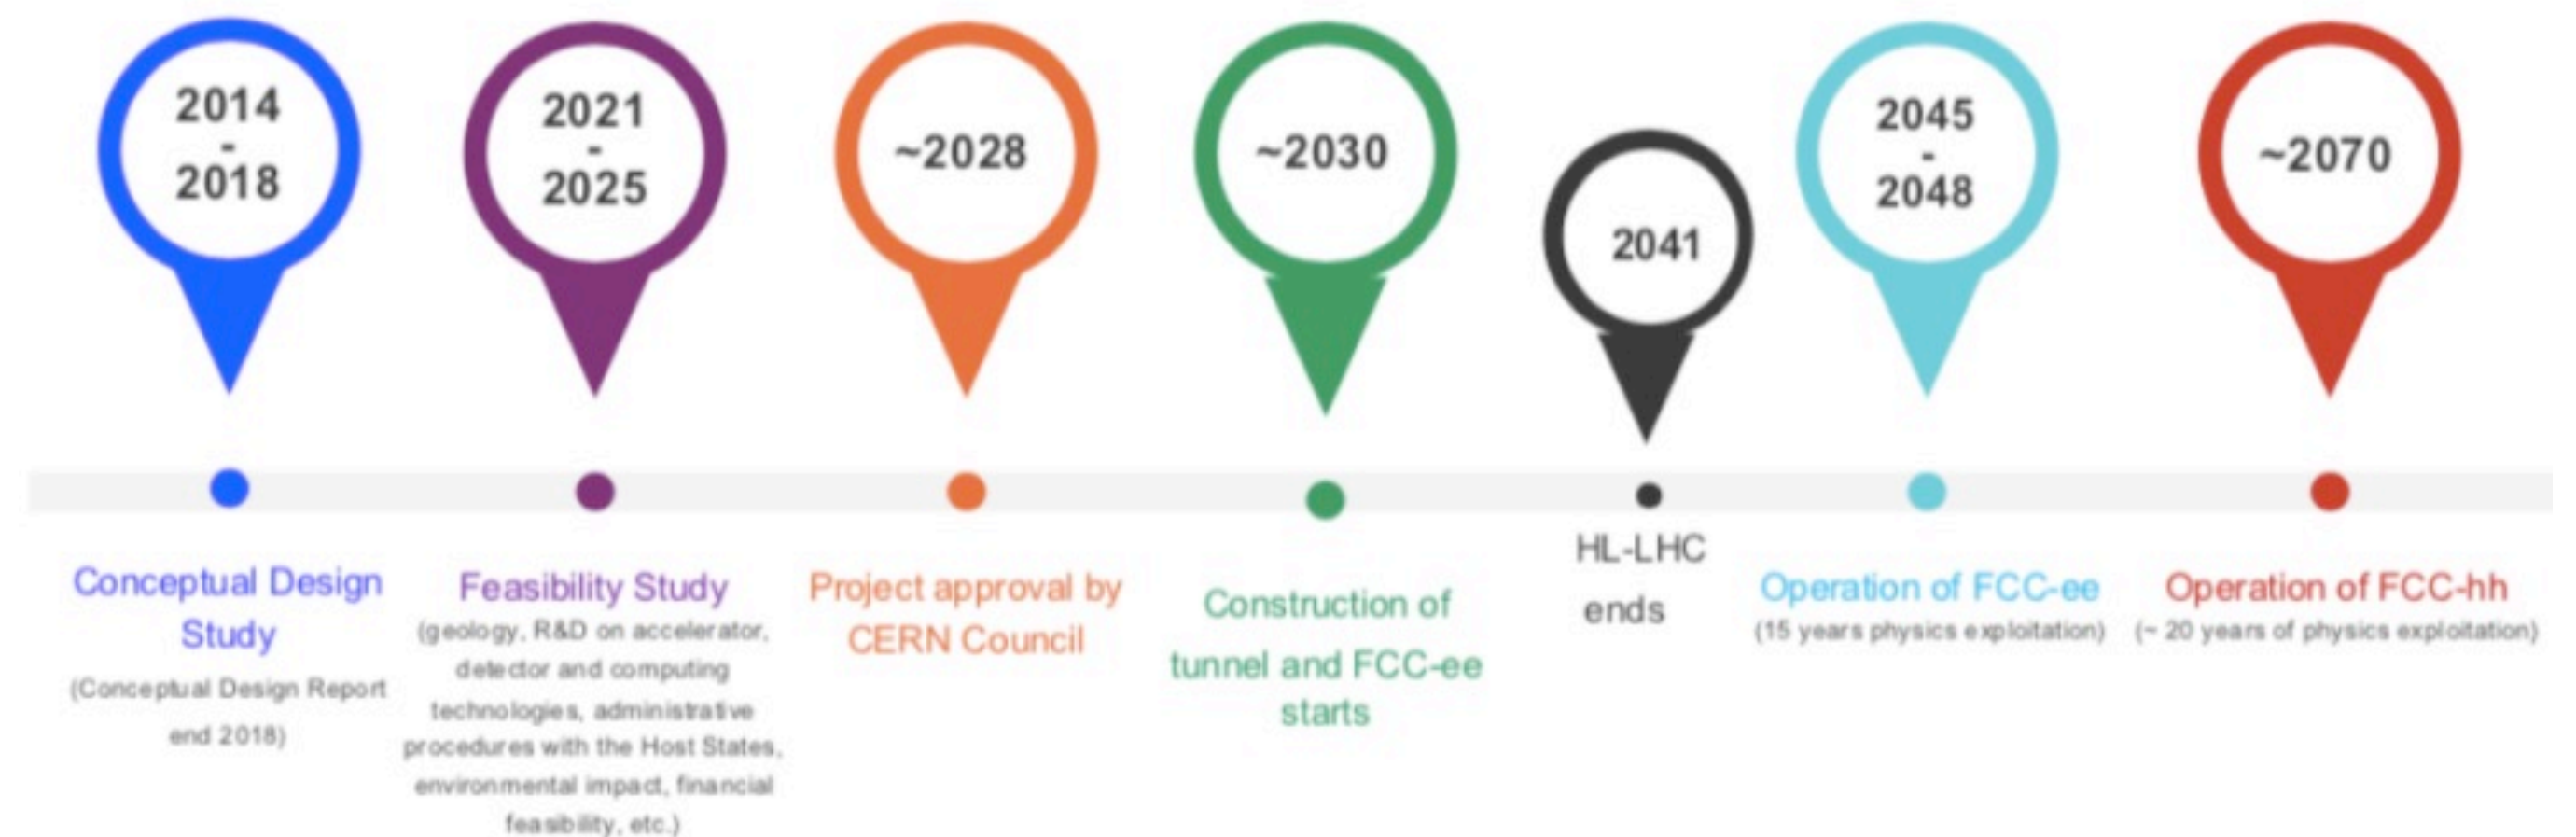 2014
-
2018
2021
-
2025
~2028
~2030
2041
2045
-
2048
~2070
Conceptual Design
Study
(Conceptual Design Report
end 2018)
Feasibility Study
(geology, R&D on accelerator,
detector and computing
technologies, administrative
procedures with the Host States,
environmental impact, financial
feasibility, etc.)
Project approval by
CERN Council
Construction of
tunnel and FCC-ee
starts
HL-LHC
ends
Operation of FCC-ee
(15 years physics exploitation)
Operation of FCC-hh
(~ 20 years of physics exploitation)